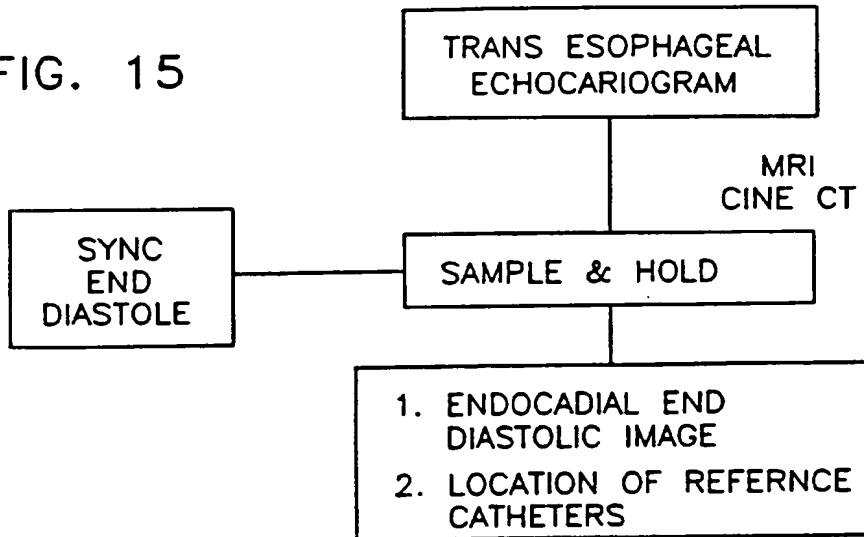 FIG. 15
TRANS ESOPHAGEAL
ECHOCARIOGRAM
MRI
CINE CT
SYNC
END
DIASTOLE
SAMPLE & HOLD
1. ENDOCADIAL END
DIASTOLIC IMAGE
2. LOCATION OF REFERNCE
CATHETERS